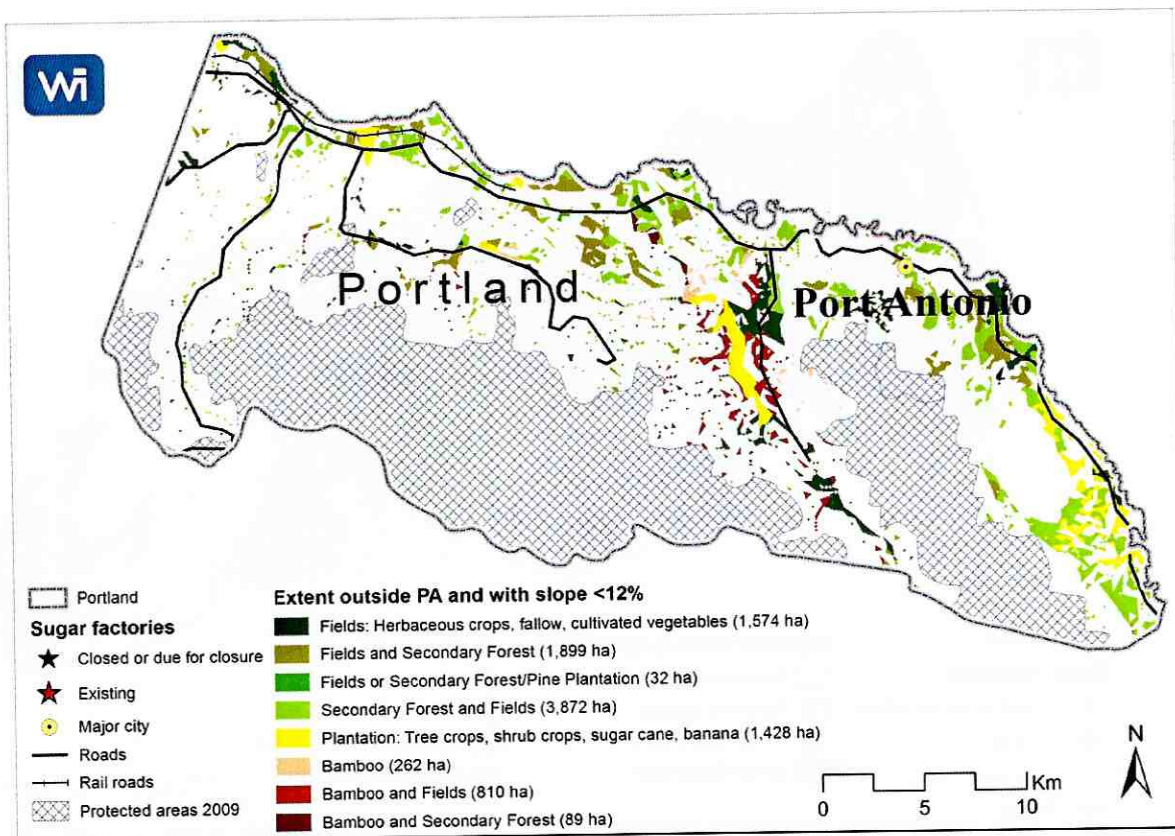 Wi
Portland
Port Antonio
Portland
Sugar factories
Closed or due for closure
Existing
Major city
Roads
Rail roads
Protected areas 2009
Extent outside PA and with slope <12%
Fields: Herbaceous crops, fallow, cultivated vegetables (1,574 ha)
Fields and Secondary Forest (1,899 ha)
Fields or Secondary Forest/Pine Plantation (32 ha)
Secondary Forest and Fields (3,872 ha)
Plantation: Tree crops, shrub crops, sugar cane, banana (1,428 ha)
Bamboo (262 ha)
Bamboo and Fields (810 ha)
Bamboo and Secondary Forest (89 ha)
N
Km
0 5 10